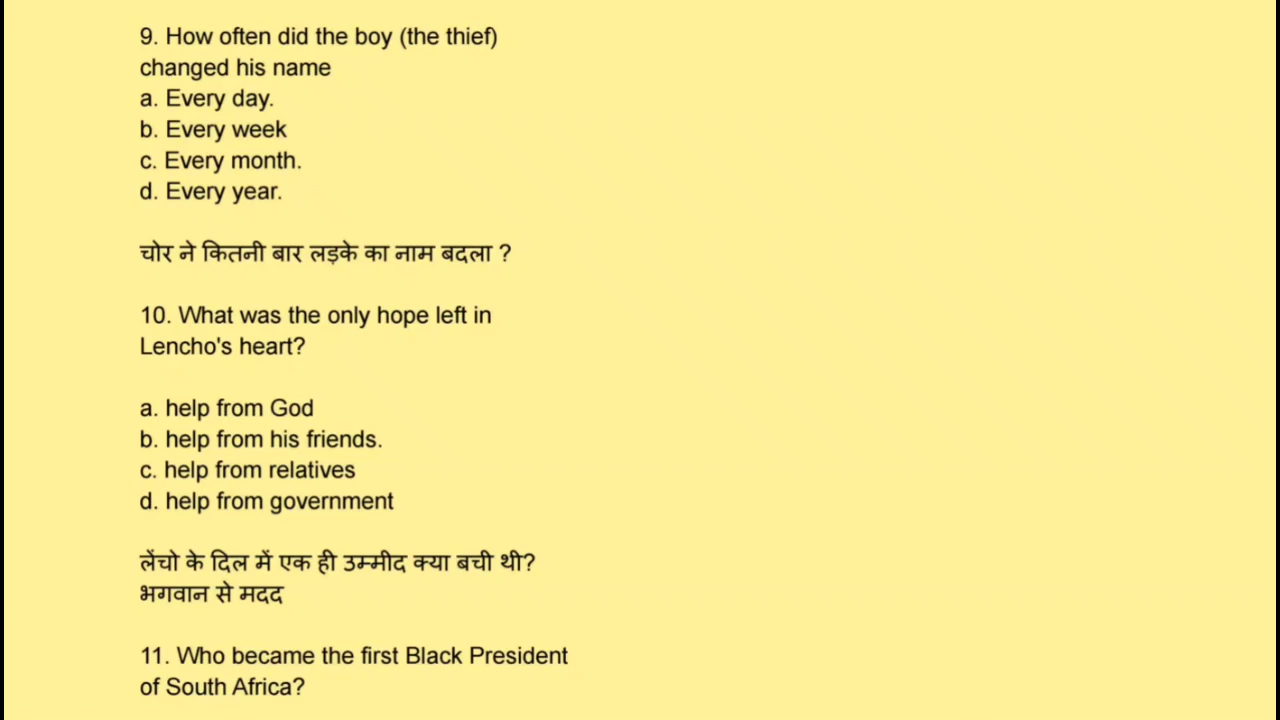 9. How often did the boy (the thief)
changed his name
a. Every day.
b. Every week
c. Every month.
d. Every year.
चोर ने कितनी बार लड़के का नाम बदला ?
10. What was the only hope left in
Lencho's heart?
a. help from God
b. help from his friends.
c. help from relatives
d. help from government
लेंचो के दिल में एक ही उम्मीद क्या बची थी?
भगवान से मदद
11. Who became the first Black President
of South Africa?